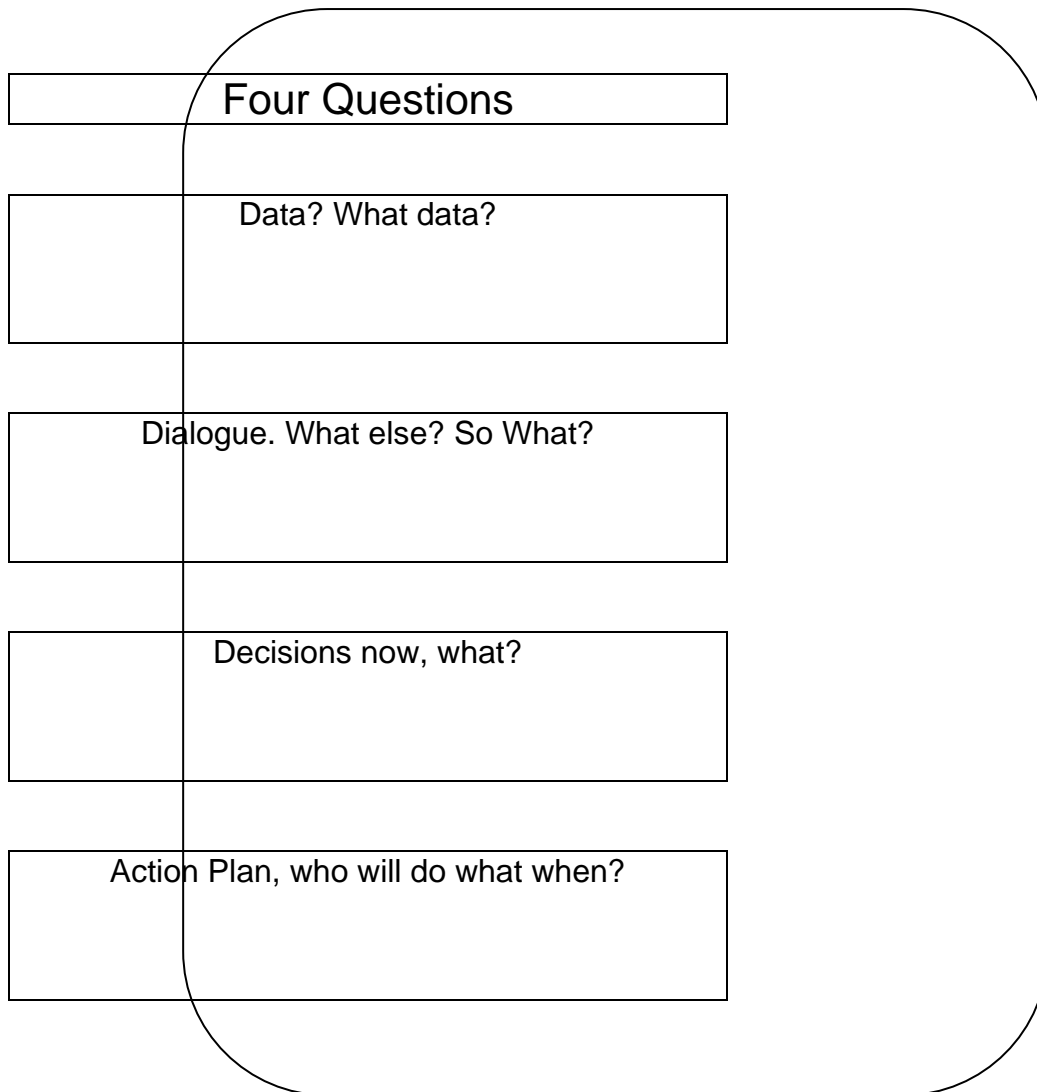 Four Questions
Data? What data?
Dialogue. What else? So What?
Decisions now, what?
Action Plan, who will do what when?